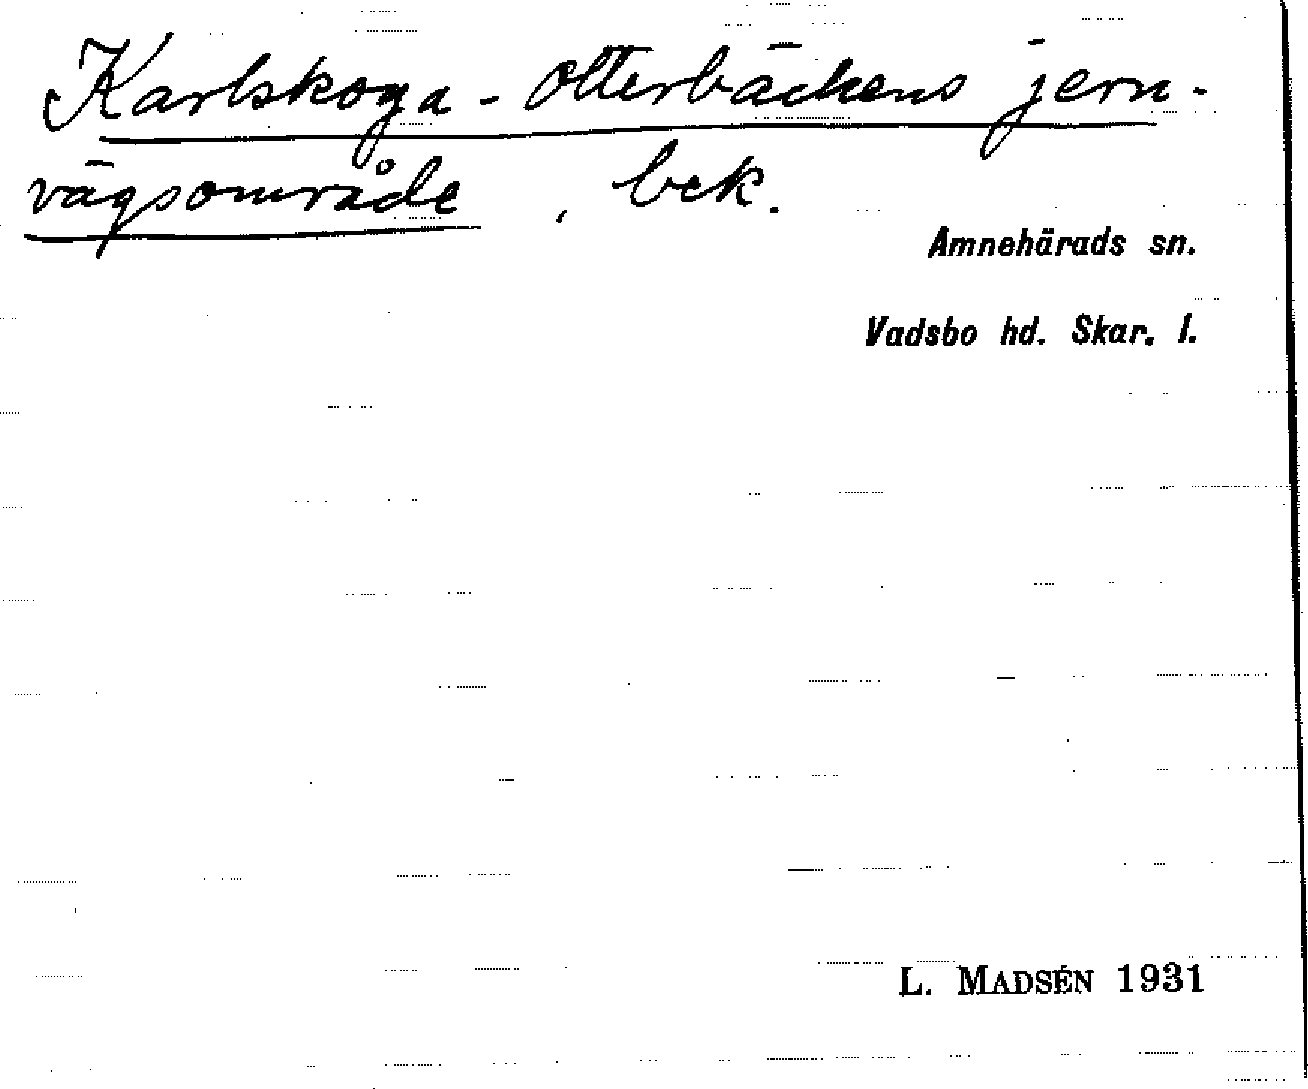 Karlskoga - Otterbäckens jern-
vägsområde, bek.
Amnehärads sn.
Vadsbo hd. Skar. l.
L. MADSÉN 1931